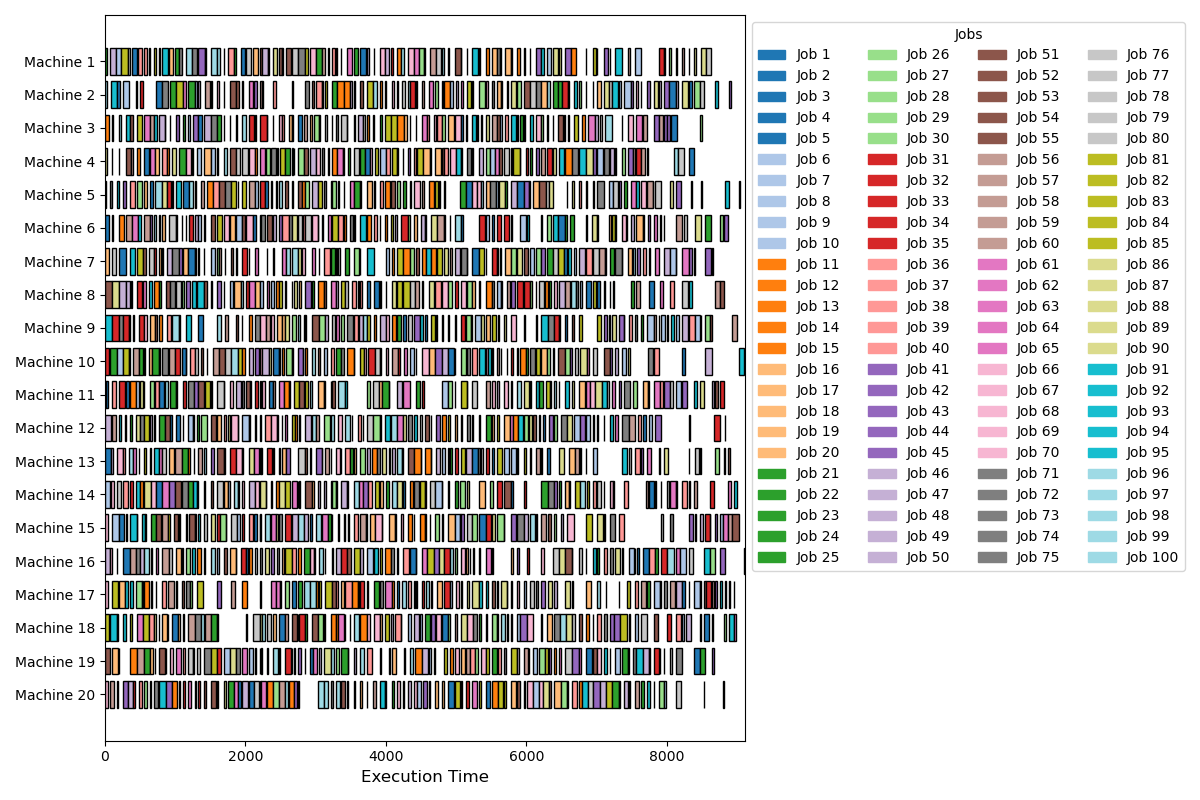 Machine 1
Machine 2
Machine 3
Machine 4
Machine 5
Machine 6
Machine 7
Machine 8
Machine 9
Machine 10
Machine 11
Machine 12
Machine 13
Machine 14
Machine 15
Machine 16
Machine 17
Machine 18
Machine 19
Machine 20
0 2000 4000 6000 8000
Execution Time
Jobs
Job 1 Job 26 Job 51 Job 76
Job 2 Job 27 Job 52 Job 77
Job 3 Job 28 Job 53 Job 78
Job 4 Job 29 Job 54 Job 79
Job 5 Job 30 Job 55 Job 80
Job 6 Job 31 Job 56 Job 81
Job 7 Job 32 Job 57 Job 82
Job 8 Job 33 Job 58 Job 83
Job 9 Job 34 Job 59 Job 84
Job 10 Job 35 Job 60 Job 85
Job 11 Job 36 Job 61 Job 86
Job 12 Job 37 Job 62 Job 87
Job 13 Job 38 Job 63 Job 88
Job 14 Job 39 Job 64 Job 89
Job 15 Job 40 Job 65 Job 90
Job 16 Job 41 Job 66 Job 91
Job 17 Job 42 Job 67 Job 92
Job 18 Job 43 Job 68 Job 93
Job 19 Job 44 Job 69 Job 94
Job 20 Job 45 Job 70 Job 95
Job 21 Job 46 Job 71 Job 96
Job 22 Job 47 Job 72 Job 97
Job 23 Job 48 Job 73 Job 98
Job 24 Job 49 Job 74 Job 99
Job 25 Job 50 Job 75 Job 100